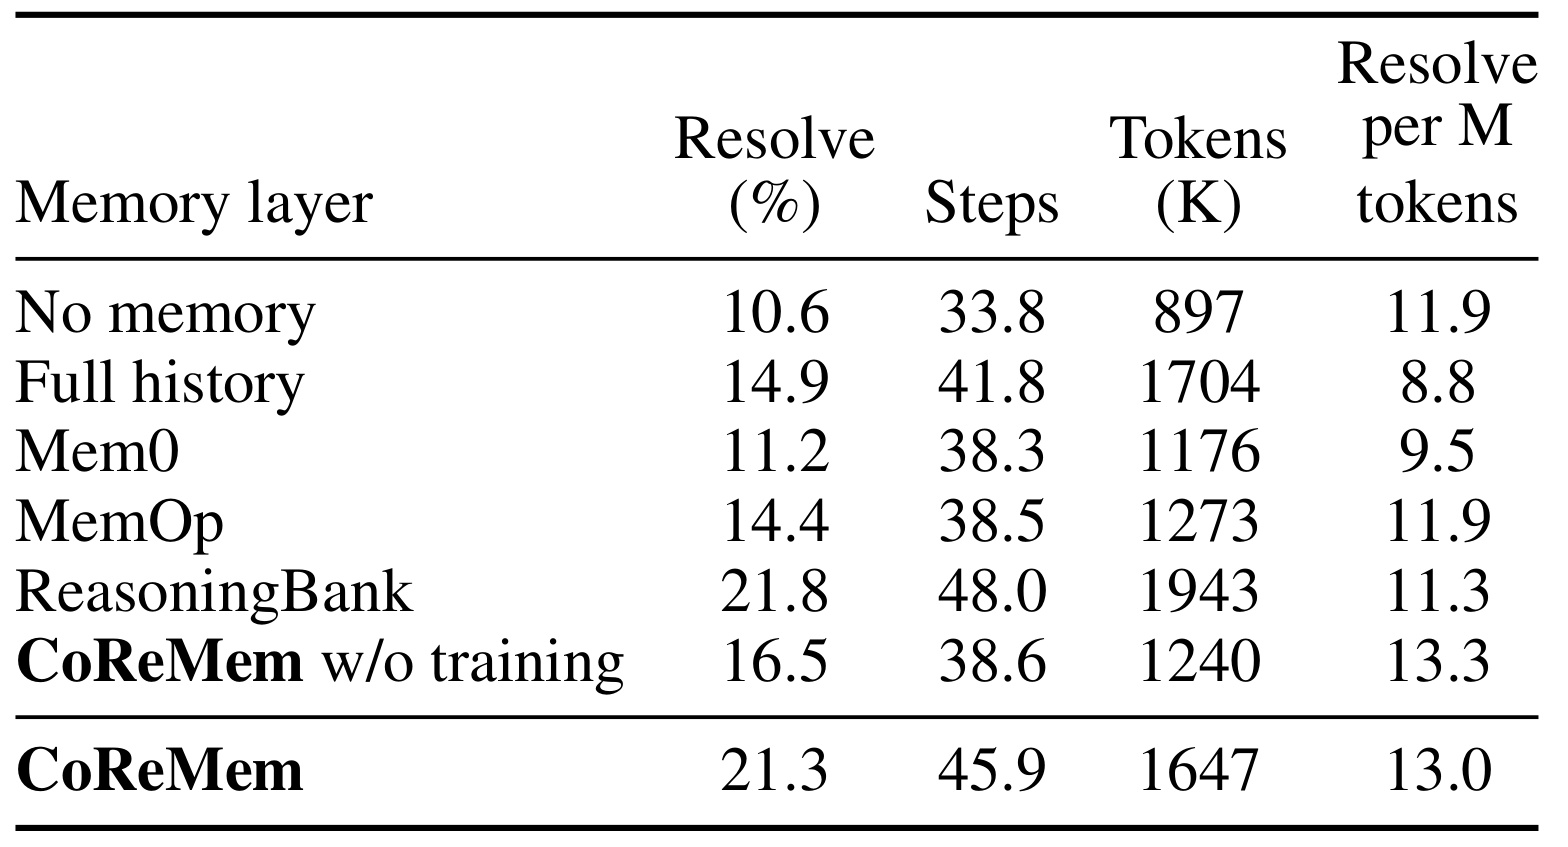 Memory layer Resolve (%) Steps Tokens (K) Resolve per M tokens
No memory 10.6 33.8 897 11.9
Full history 14.9 41.8 1704 8.8
Mem0 11.2 38.3 1176 9.5
MemOp 14.4 38.5 1273 11.9
ReasoningBank 21.8 48.0 1943 11.3
CoReMem w/o training 16.5 38.6 1240 13.3
CoReMem 21.3 45.9 1647 13.0